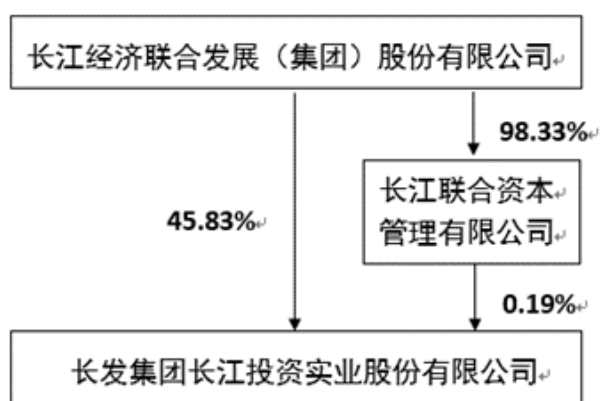 长江经济联合发展（集团）股份有限公司
98.33%
长江联合资本
管理有限公司
45.83%
0.19%
长发集团长江投资实业股份有限公司